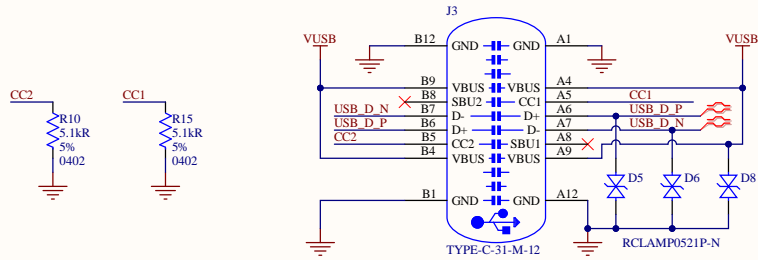 J3
VUSB
VUSB
B12
GND
GND
A1
CC2
CC1
B9
VBUS
VBUS
A4
B8
SBU2
CC1
A5
CC1
USB_D_N
B7
D-
D+
A6
USB_D_P
USB_D_P
B6
D+
D-
A7
USB_D_N
CC2
B5
CC2
SBU1
A8
B4
VBUS
VBUS
A9
R10
5.1kR
5%
0402
R15
5.1kR
5%
0402
D5
D6
D8
B1
GND
GND
A12
TYPE-C-31-M-12
RCLAMP0521P-N